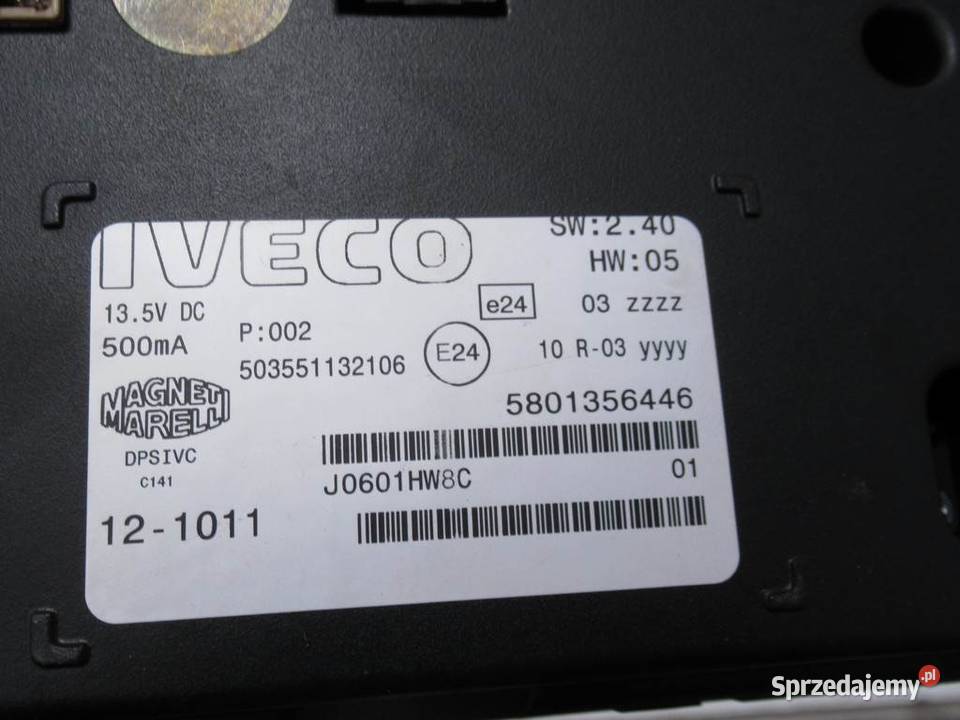 IVECO
SW:2.40
HW:05
13.5V DC
e24
03 zzzz
500mA
P:002
503551132106
E24
10 R-03 yyyy
MAGNETI
MARELLI
5801356446
DPSIVC
C141
J0601HW8C
01
12-1011
Sprzedajemy.pl